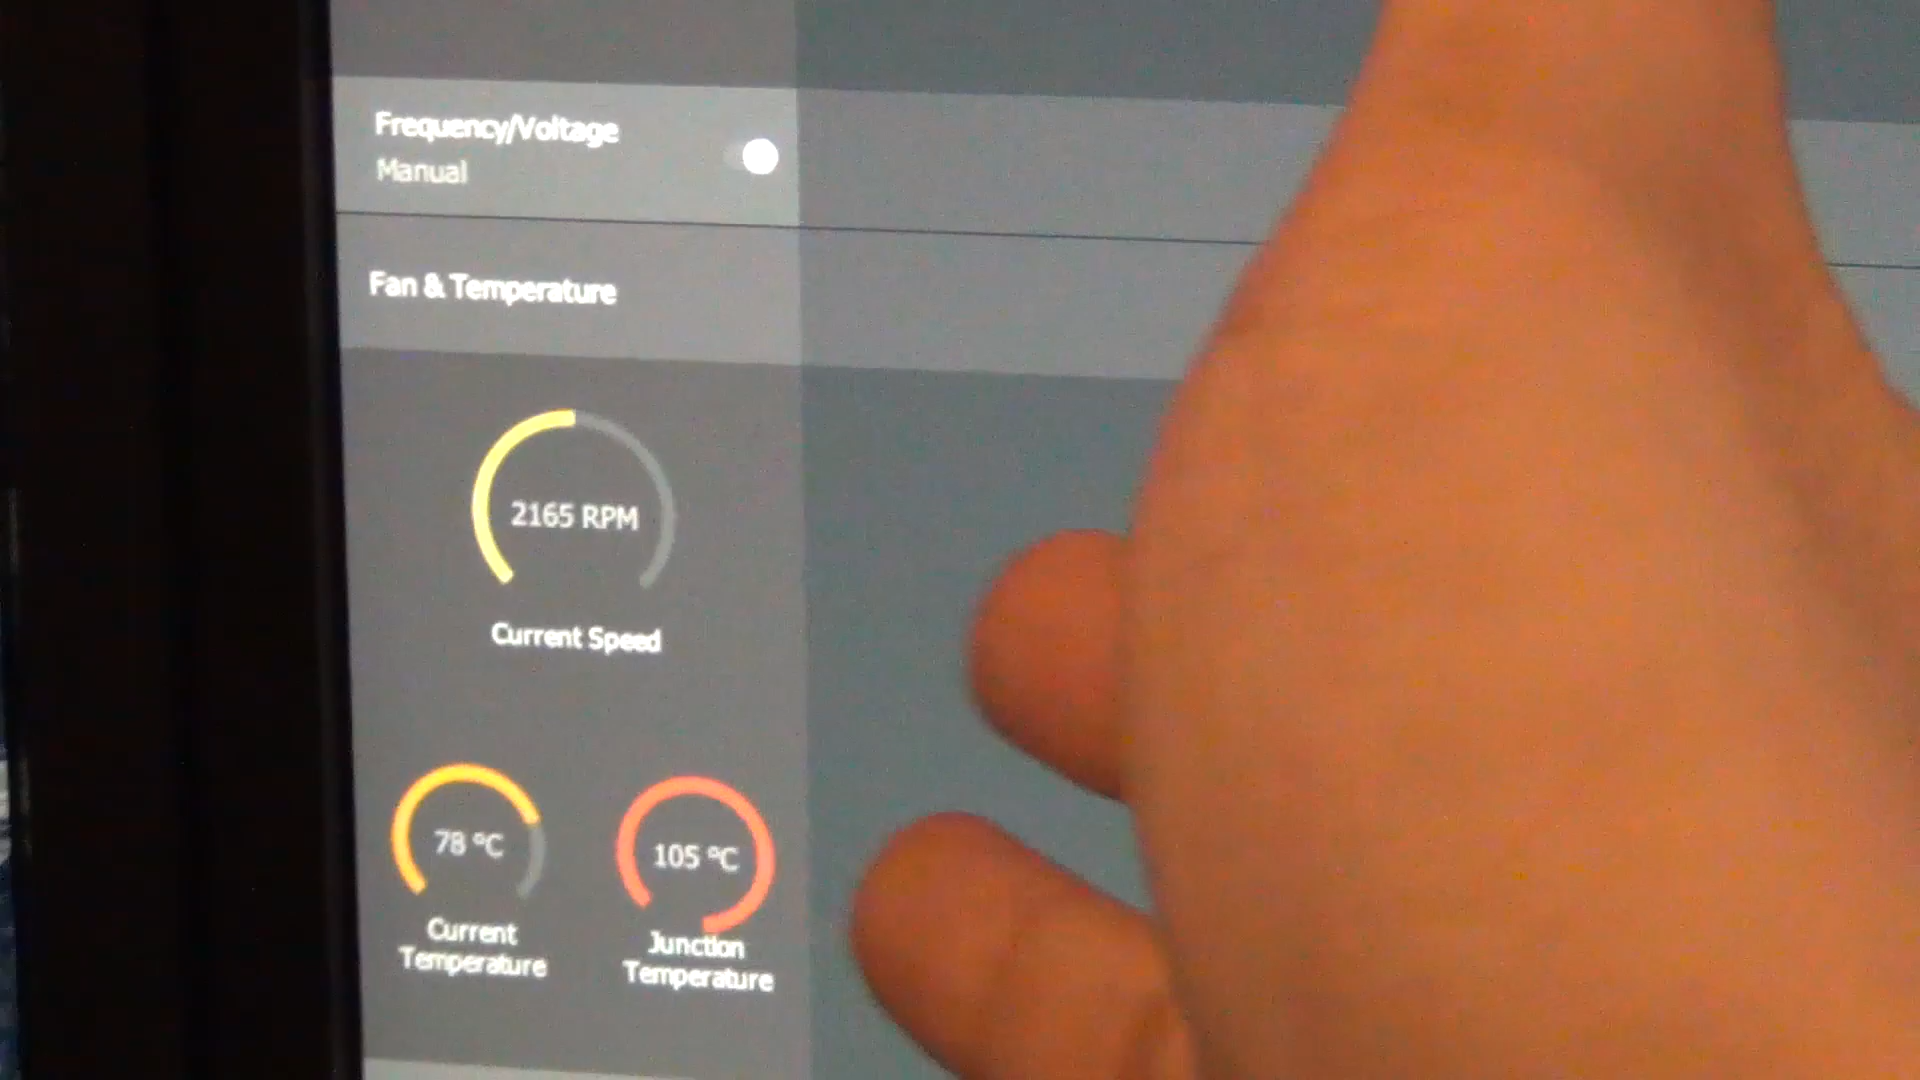 Frequency/Voltage
Manual
Fan & Temperature
2165 RPM
Current Speed
78 °C
105 °C
Current
Temperature
Junction
Temperature